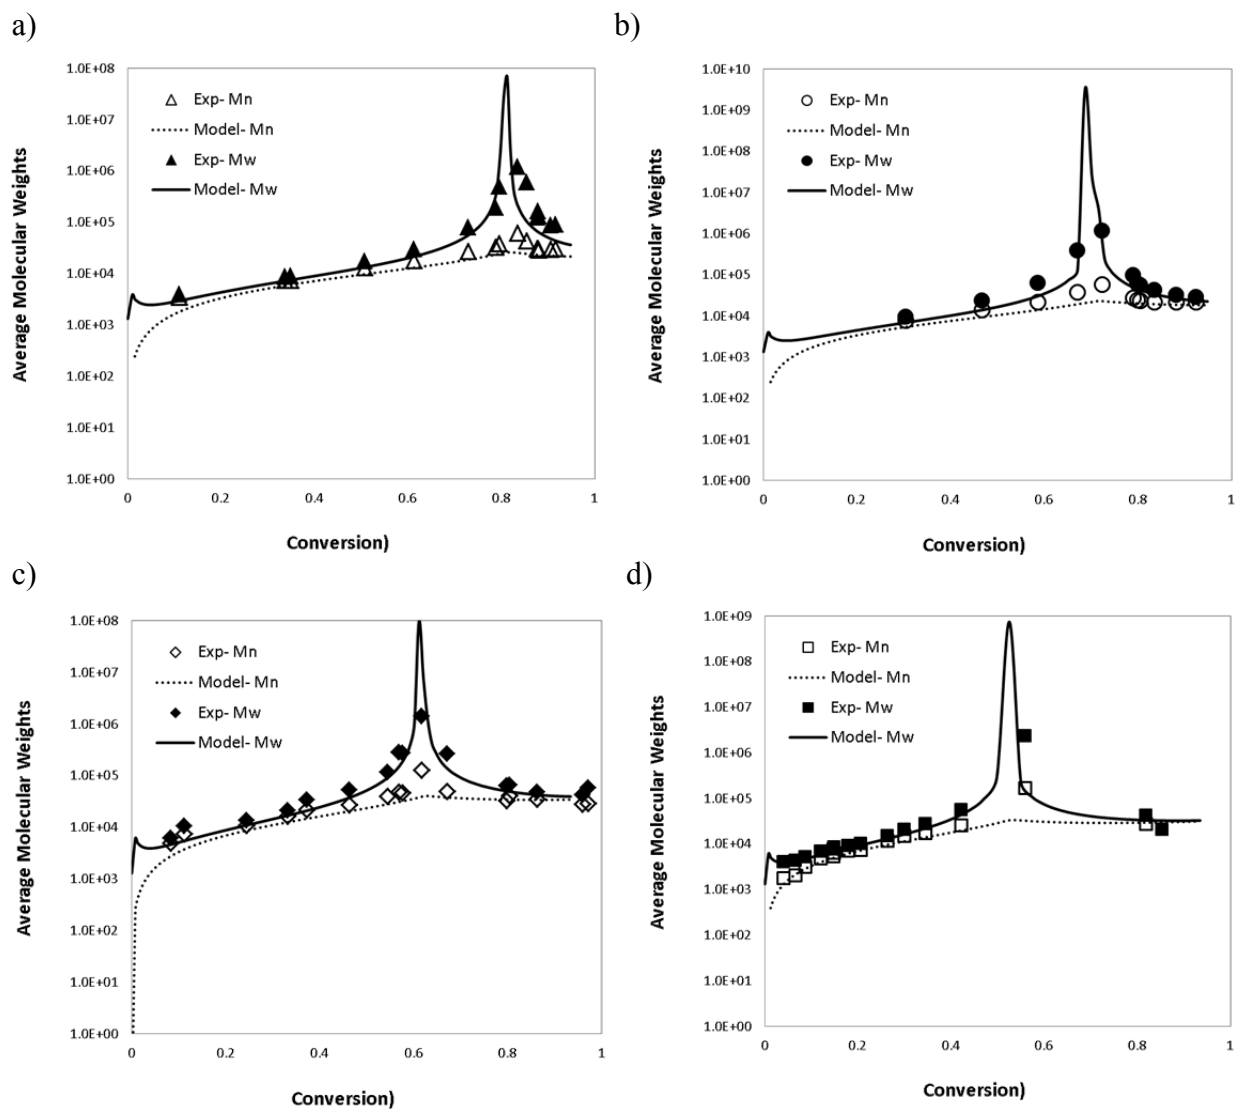 a)
Average Molecular Weights
1.0E+08
1.0E+07
1.0E+06
1.0E+05
1.0E+04
1.0E+03
1.0E+02
1.0E+01
1.0E+00
Exp- Mn
Model- Mn
Exp- Mw
Model- Mw
0 0.2 0.4 0.6 0.8 1
Conversion)
b)
Average Molecular Weights
1.0E+10
1.0E+09
1.0E+08
1.0E+07
1.0E+06
1.0E+05
1.0E+04
1.0E+03
1.0E+02
1.0E+01
1.0E+00
Exp- Mn
Model- Mn
Exp- Mw
Model- Mw
0 0.2 0.4 0.6 0.8 1
Conversion)
c)
Average Molecular Weights
1.0E+08
1.0E+07
1.0E+06
1.0E+05
1.0E+04
1.0E+03
1.0E+02
1.0E+01
1.0E+00
Exp- Mn
Model- Mn
Exp- Mw
Model- Mw
0 0.2 0.4 0.6 0.8 1
Conversion)
d)
Average Molecular Weights
1.0E+09
1.0E+08
1.0E+07
1.0E+06
1.0E+05
1.0E+04
1.0E+03
1.0E+02
1.0E+01
1.0E+00
Exp- Mn
Model- Mn
Exp- Mw
Model- Mw
0 0.2 0.4 0.6 0.8 1
Conversion)